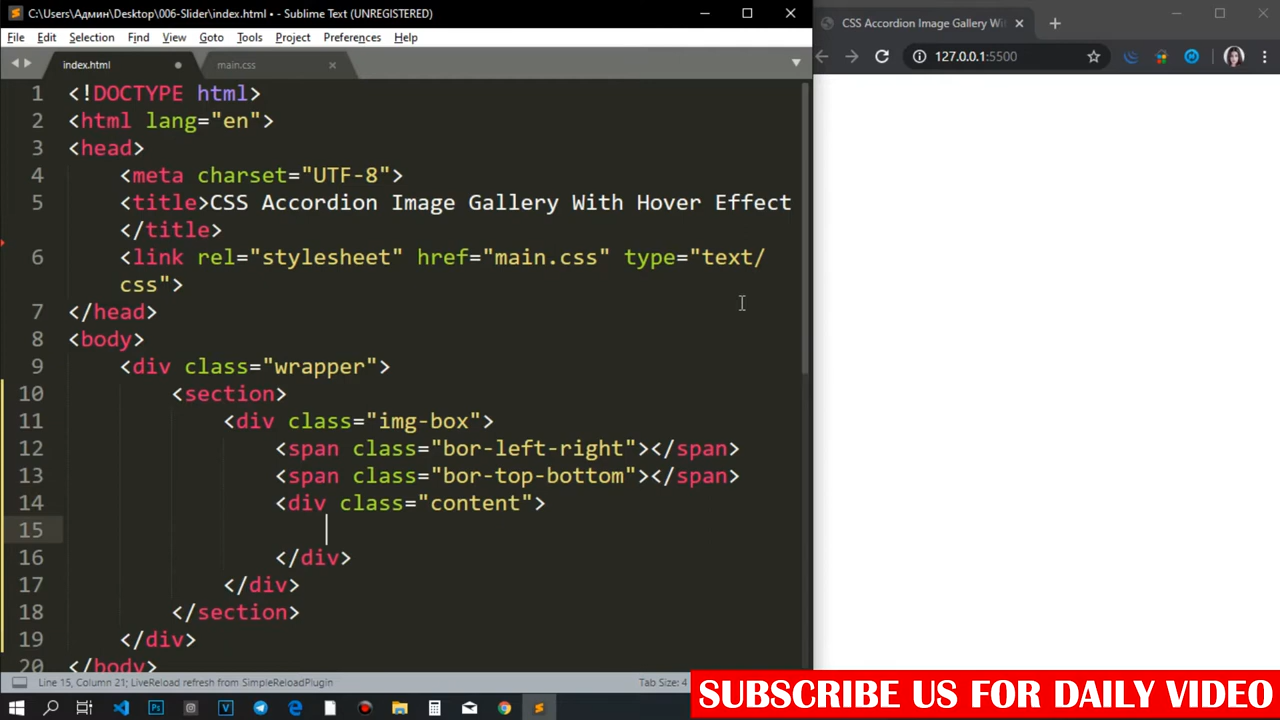 C:\Users\Админ\Desktop\006-Slider\index.html • - Sublime Text (UNREGISTERED)
File Edit Selection Find View Goto Tools Project Preferences Help
index.html
main.css
1 <!DOCTYPE html>
2 <html lang="en">
3 <head>
4 <meta charset="UTF-8">
5 <title>CSS Accordion Image Gallery With Hover Effect
</title>
6 <link rel="stylesheet" href="main.css" type="text/
css">
7 </head>
8 <body>
9 <div class="wrapper">
10 <section>
11 <div class="img-box">
12 <span class="bor-left-right"></span>
13 <span class="bor-top-bottom"></span>
14 <div class="content">
15
16 </div>
17 </div>
18 </section>
19 </div>
20 </body>
Line 15, Column 21; LiveReload refresh from SimpleReloadPlugin
Tab Size: 4
CSS Accordion Image Gallery Wi
127.0.0.1:5500
SUBSCRIBE US FOR DAILY VIDEO